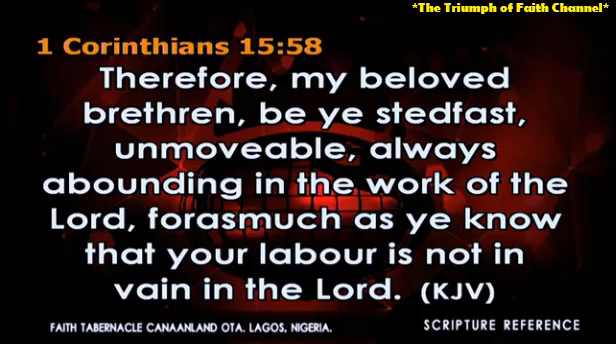 *The Triumph of Faith Channel*
1 Corinthians 15:58
Therefore, my beloved
brethren, be ye stedfast,
unmoveable, always
abounding in the work of the
Lord, forasmuch as ye know
that your labour is not in
vain in the Lord. (KJV)
FAITH TABERNACLE CANAANLAND OTA. LAGOS, NIGERIA.
SCRIPTURE REFERENCE